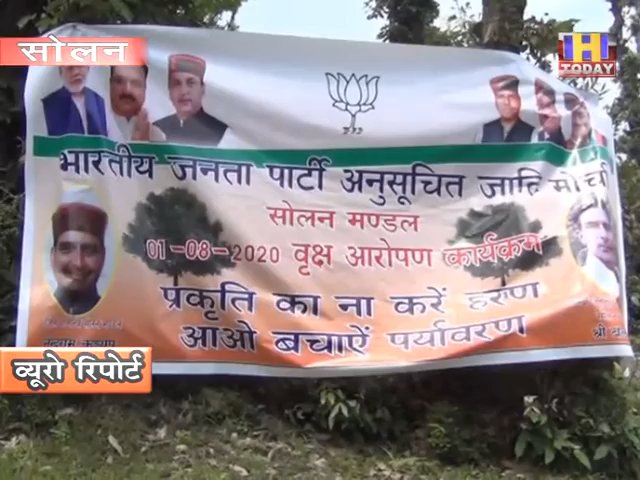 सोलन
H
TODAY
भारतीय जनता पार्टी अनुसूचित जाति मोर्चा
सोलन मण्डल
01-08-2020 बृक्ष आरोपण कार्यक्रम
प्रकृति का ना करें हरण
आओ बचाऐं पर्यावरण
श्री
ब्यूरो रिपोर्ट